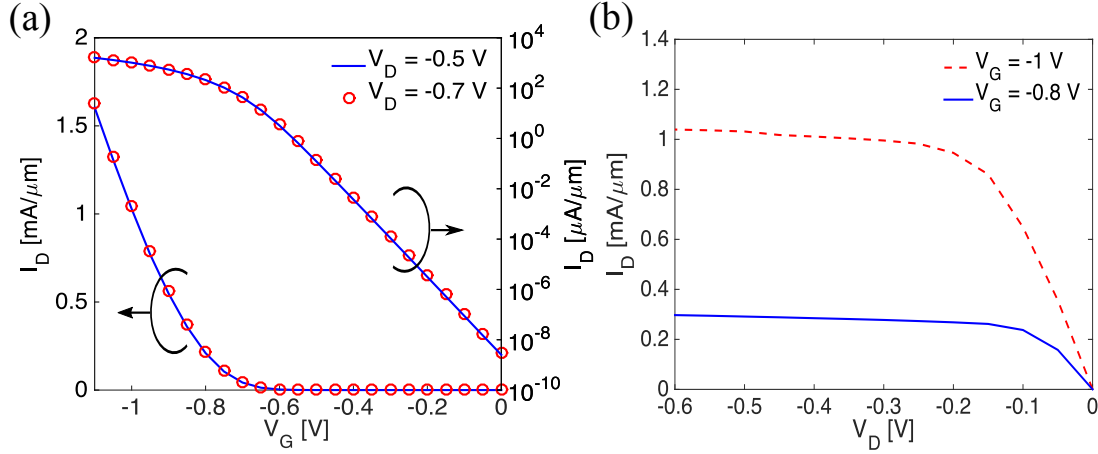 (a)
2
1.5
1
0.5
0
I_D [mA/μm]
10^4
10^2
10^0
10^-2
10^-4
10^-6
10^-8
10^-10
I_D [μA/μm]
V_D = -0.5 V
V_D = -0.7 V
-1 -0.8 -0.6 -0.4 -0.2 0
V_G [V]
(b)
1.4
1.2
1
0.8
0.6
0.4
0.2
0
I_D [mA/μm]
V_G = -1 V
V_G = -0.8 V
-0.6 -0.5 -0.4 -0.3 -0.2 -0.1 0
V_D [V]